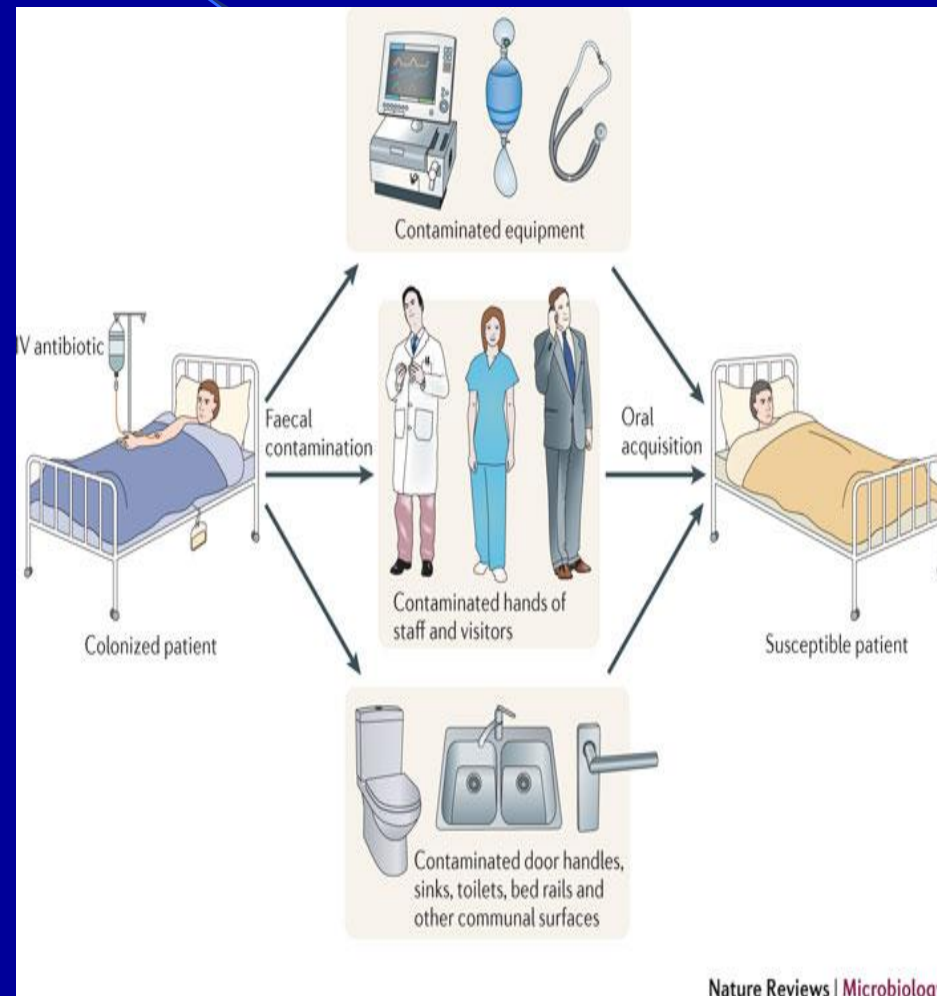 Contaminated equipment
IV antibiotic
Faecal
contamination
Oral
acquisition
Contaminated hands of
staff and visitors
Colonized patient
Susceptible patient
Contaminated door handles,
sinks, toilets, bed rails and
other communal surfaces
Nature Reviews | Microbiology